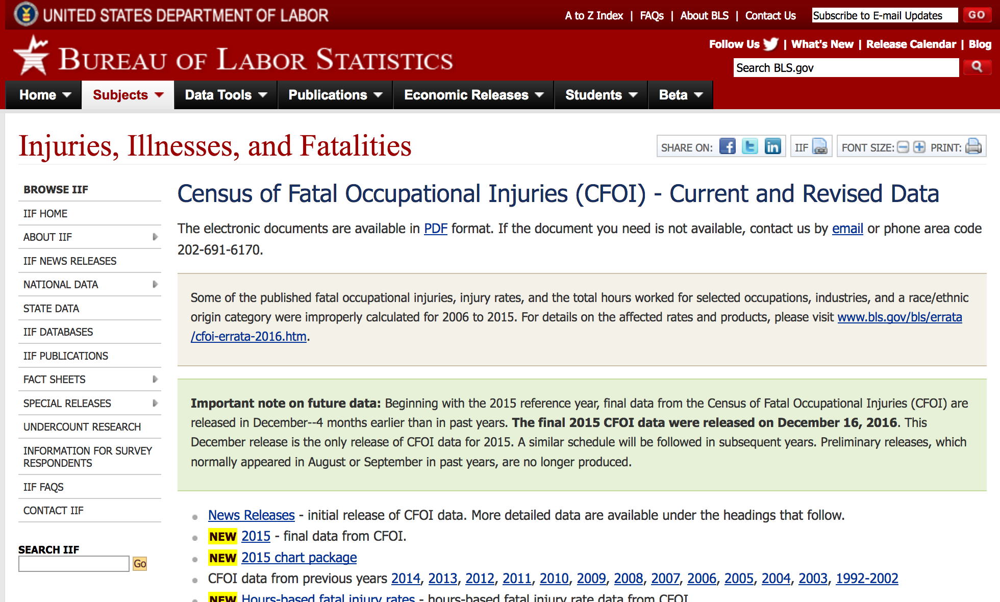 UNITED STATES DEPARTMENT OF LABOR
A to Z Index | FAQs | About BLS | Contact Us
Subscribe to E-mail Updates
GO
BUREAU OF LABOR STATISTICS
Follow Us | What's New | Release Calendar | Blog
Search BLS.gov
Home
Subjects
Data Tools
Publications
Economic Releases
Students
Beta
Injuries, Illnesses, and Fatalities
SHARE ON:
IIF
FONT SIZE:
PRINT:
BROWSE IIF
IIF HOME
ABOUT IIF
IIF NEWS RELEASES
NATIONAL DATA
STATE DATA
IIF DATABASES
IIF PUBLICATIONS
FACT SHEETS
SPECIAL RELEASES
UNDERCOUNT RESEARCH
INFORMATION FOR SURVEY
RESPONDENTS
IIF FAQS
CONTACT IIF
SEARCH IIF
Go
Census of Fatal Occupational Injuries (CFOI) - Current and Revised Data
The electronic documents are available in PDF format. If the document you need is not available, contact us by email or phone area code
202-691-6170.
Some of the published fatal occupational injuries, injury rates, and the total hours worked for selected occupations, industries, and a race/ethnic
origin category were improperly calculated for 2006 to 2015. For details on the affected rates and products, please visit www.bls.gov/bls/errata
/cfoi-errata-2016.htm.
Important note on future data: Beginning with the 2015 reference year, final data from the Census of Fatal Occupational Injuries (CFOI) are
released in December--4 months earlier than in past years. The final 2015 CFOI data were released on December 16, 2016. This
December release is the only release of CFOI data for 2015. A similar schedule will be followed in subsequent years. Preliminary releases, which
normally appeared in August or September in past years, are no longer produced.
News Releases - initial release of CFOI data. More detailed data are available under the headings that follow.
NEW 2015 - final data from CFOI.
NEW 2015 chart package
CFOI data from previous years 2014, 2013, 2012, 2011, 2010, 2009, 2008, 2007, 2006, 2005, 2004, 2003, 1992-2002
NEW Hours-based fatal injury rates - hours-based fatal injury rate data from CFOI